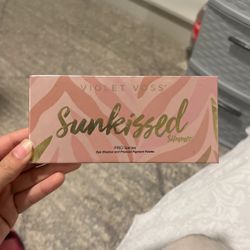 VIOLET VOSS
Sunkissed
Shimmer
PRO Series
Eye Shadow and Pressed Pigment Palette